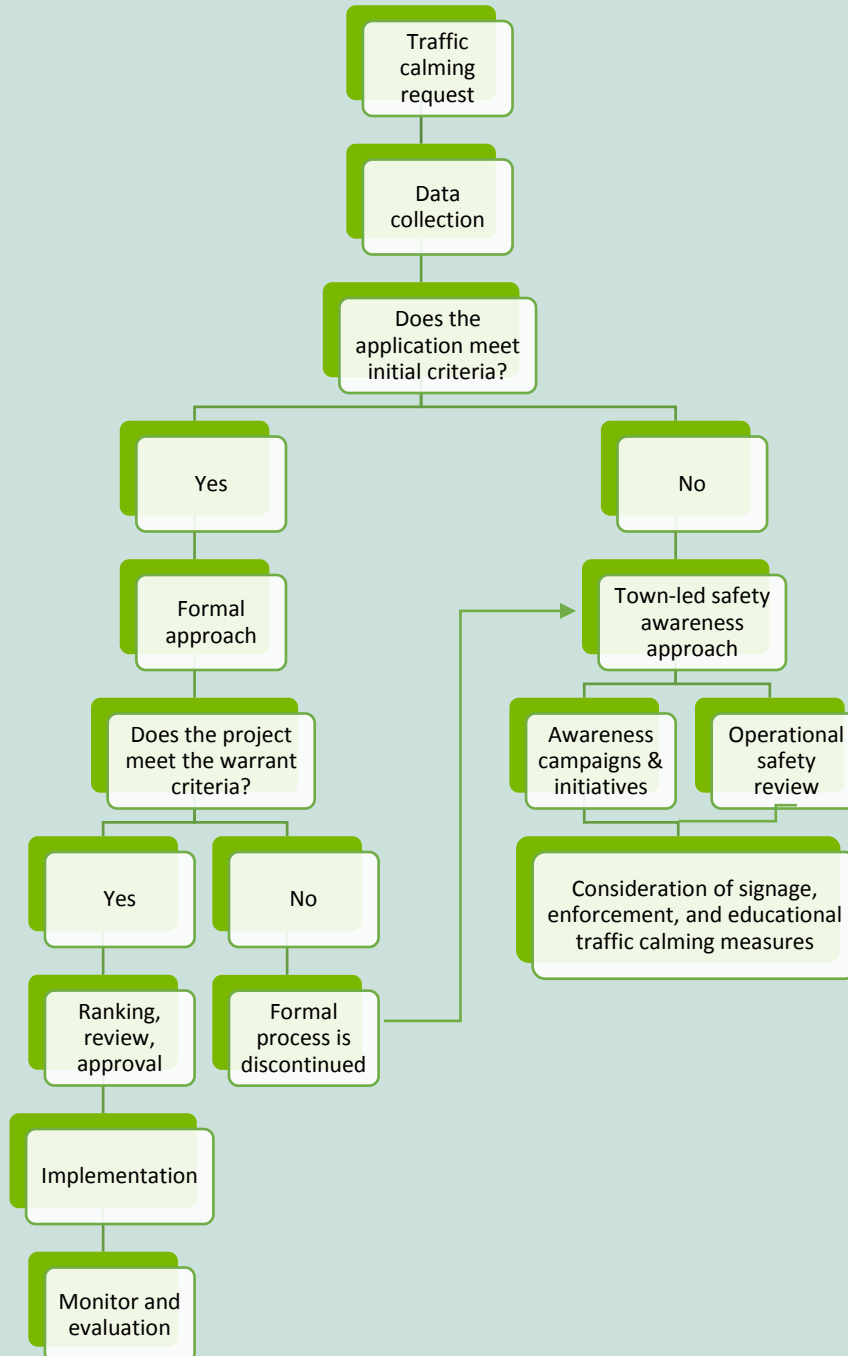 Traffic
calming
request
Data
collection
Does the
application meet
initial criteria?
Yes
No
Formal
approach
Town-led safety
awareness
approach
Does the project
meet the warrant
criteria?
Awareness
campaigns &
initiatives
Operational
safety
review
Yes
No
Consideration of signage,
enforcement, and educational
traffic calming measures
Ranking,
review,
approval
Formal
process is
discontinued
Implementation
Monitor and
evaluation